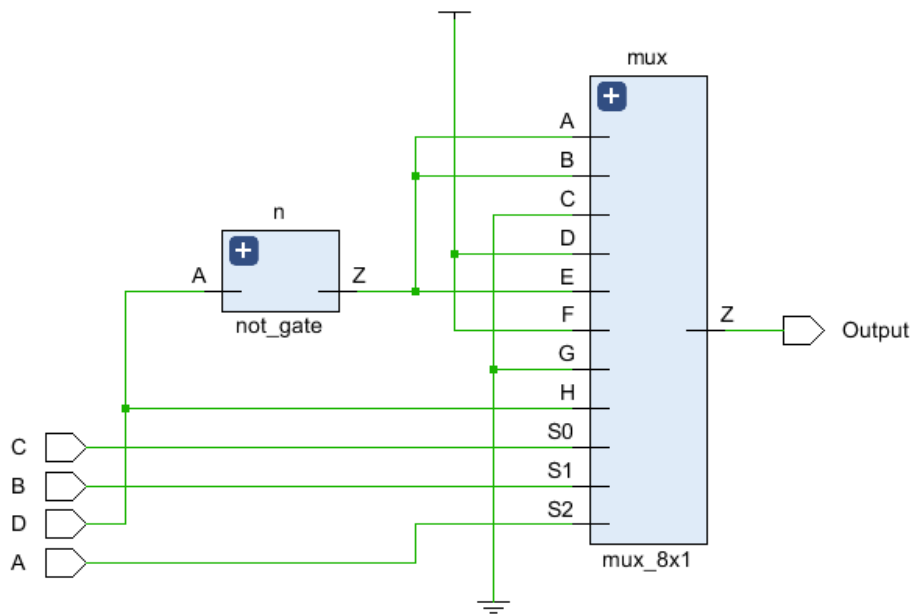 mux
+
A
B
C
n
D
+
A
Z
E
not_gate
F
Z
Output
G
H
C
S0
B
S1
D
S2
A
mux_8x1